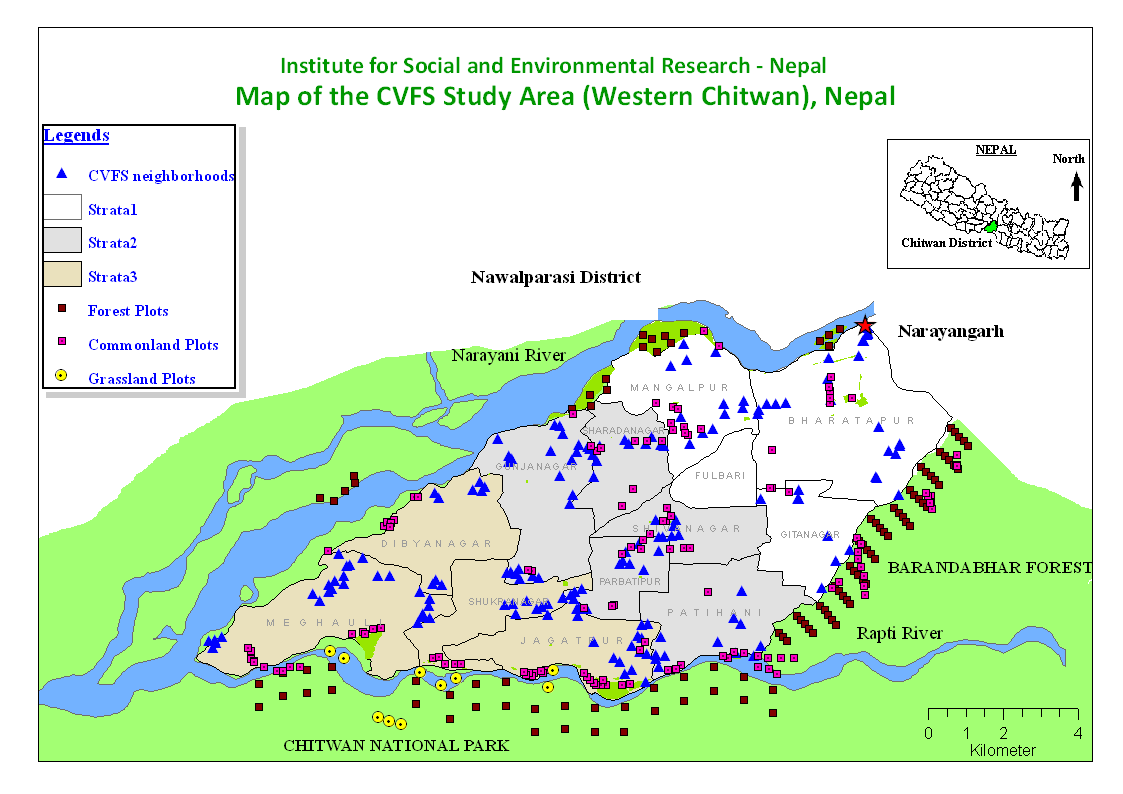 Institute for Social and Environmental Research - Nepal
Map of the CVFS Study Area (Western Chitwan), Nepal
Legends
CVFS neighborhoods
Strata1
Strata2
Strata3
Forest Plots
Commonland Plots
Grassland Plots
NEPAL
North
Chitwan District
Nawalparasi District
Narayangarh
Narayani River
MANGALPUR
BHARATAPUR
SHARADANAGAR
GUNJANAGAR
FULBARI
SHIVANAGAR
GITANAGAR
DIBYANAGAR
BARANDABHAR FOREST
PARBATIPUR
SHUKRANAGAR
PATIHANI
MEGHAULI
JAGATPUR
Rapti River
CHITWAN NATIONAL PARK
0 1 2 4
Kilometer